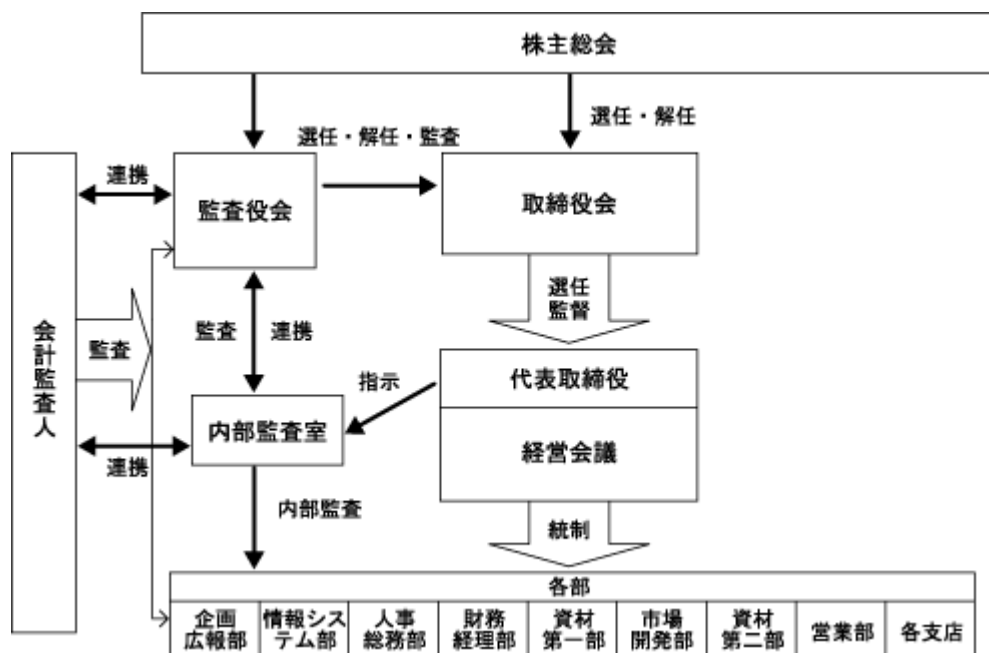 株主総会
選任・解任
選任・解任・監査
連携
監査役会
取締役会
選任
監督
監査
連携
会計監査人
監査
代表取締役
指示
内部監査室
経営会議
連携
内部監査
統制
各部
企画
広報部
情報シス
テム部
人事
総務部
財務
経理部
資材
第一部
市場
開発部
資材
第二部
営業部
各支店